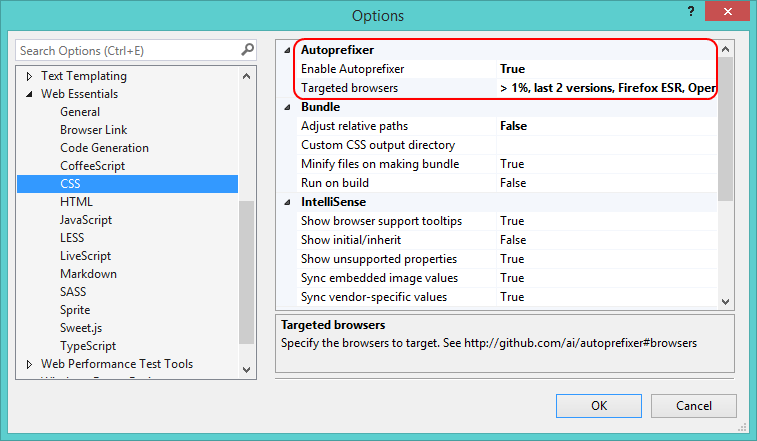 Options
?
Search Options (Ctrl+E)
Text Templating
Web Essentials
General
Browser Link
Code Generation
CoffeeScript
CSS
HTML
JavaScript
LESS
LiveScript
Markdown
SASS
Sprite
Sweet.js
TypeScript
Web Performance Test Tools
Autoprefixer
Enable Autoprefixer True
Targeted browsers > 1%, last 2 versions, Firefox ESR, Oper
Bundle
Adjust relative paths False
Custom CSS output directory
Minify files on making bundle True
Run on build False
IntelliSense
Show browser support tooltips True
Show initial/inherit False
Show unsupported properties True
Sync embedded image values True
Sync vendor-specific values True
Targeted browsers
Specify the browsers to target. See http://github.com/ai/autoprefixer#browsers
OK Cancel